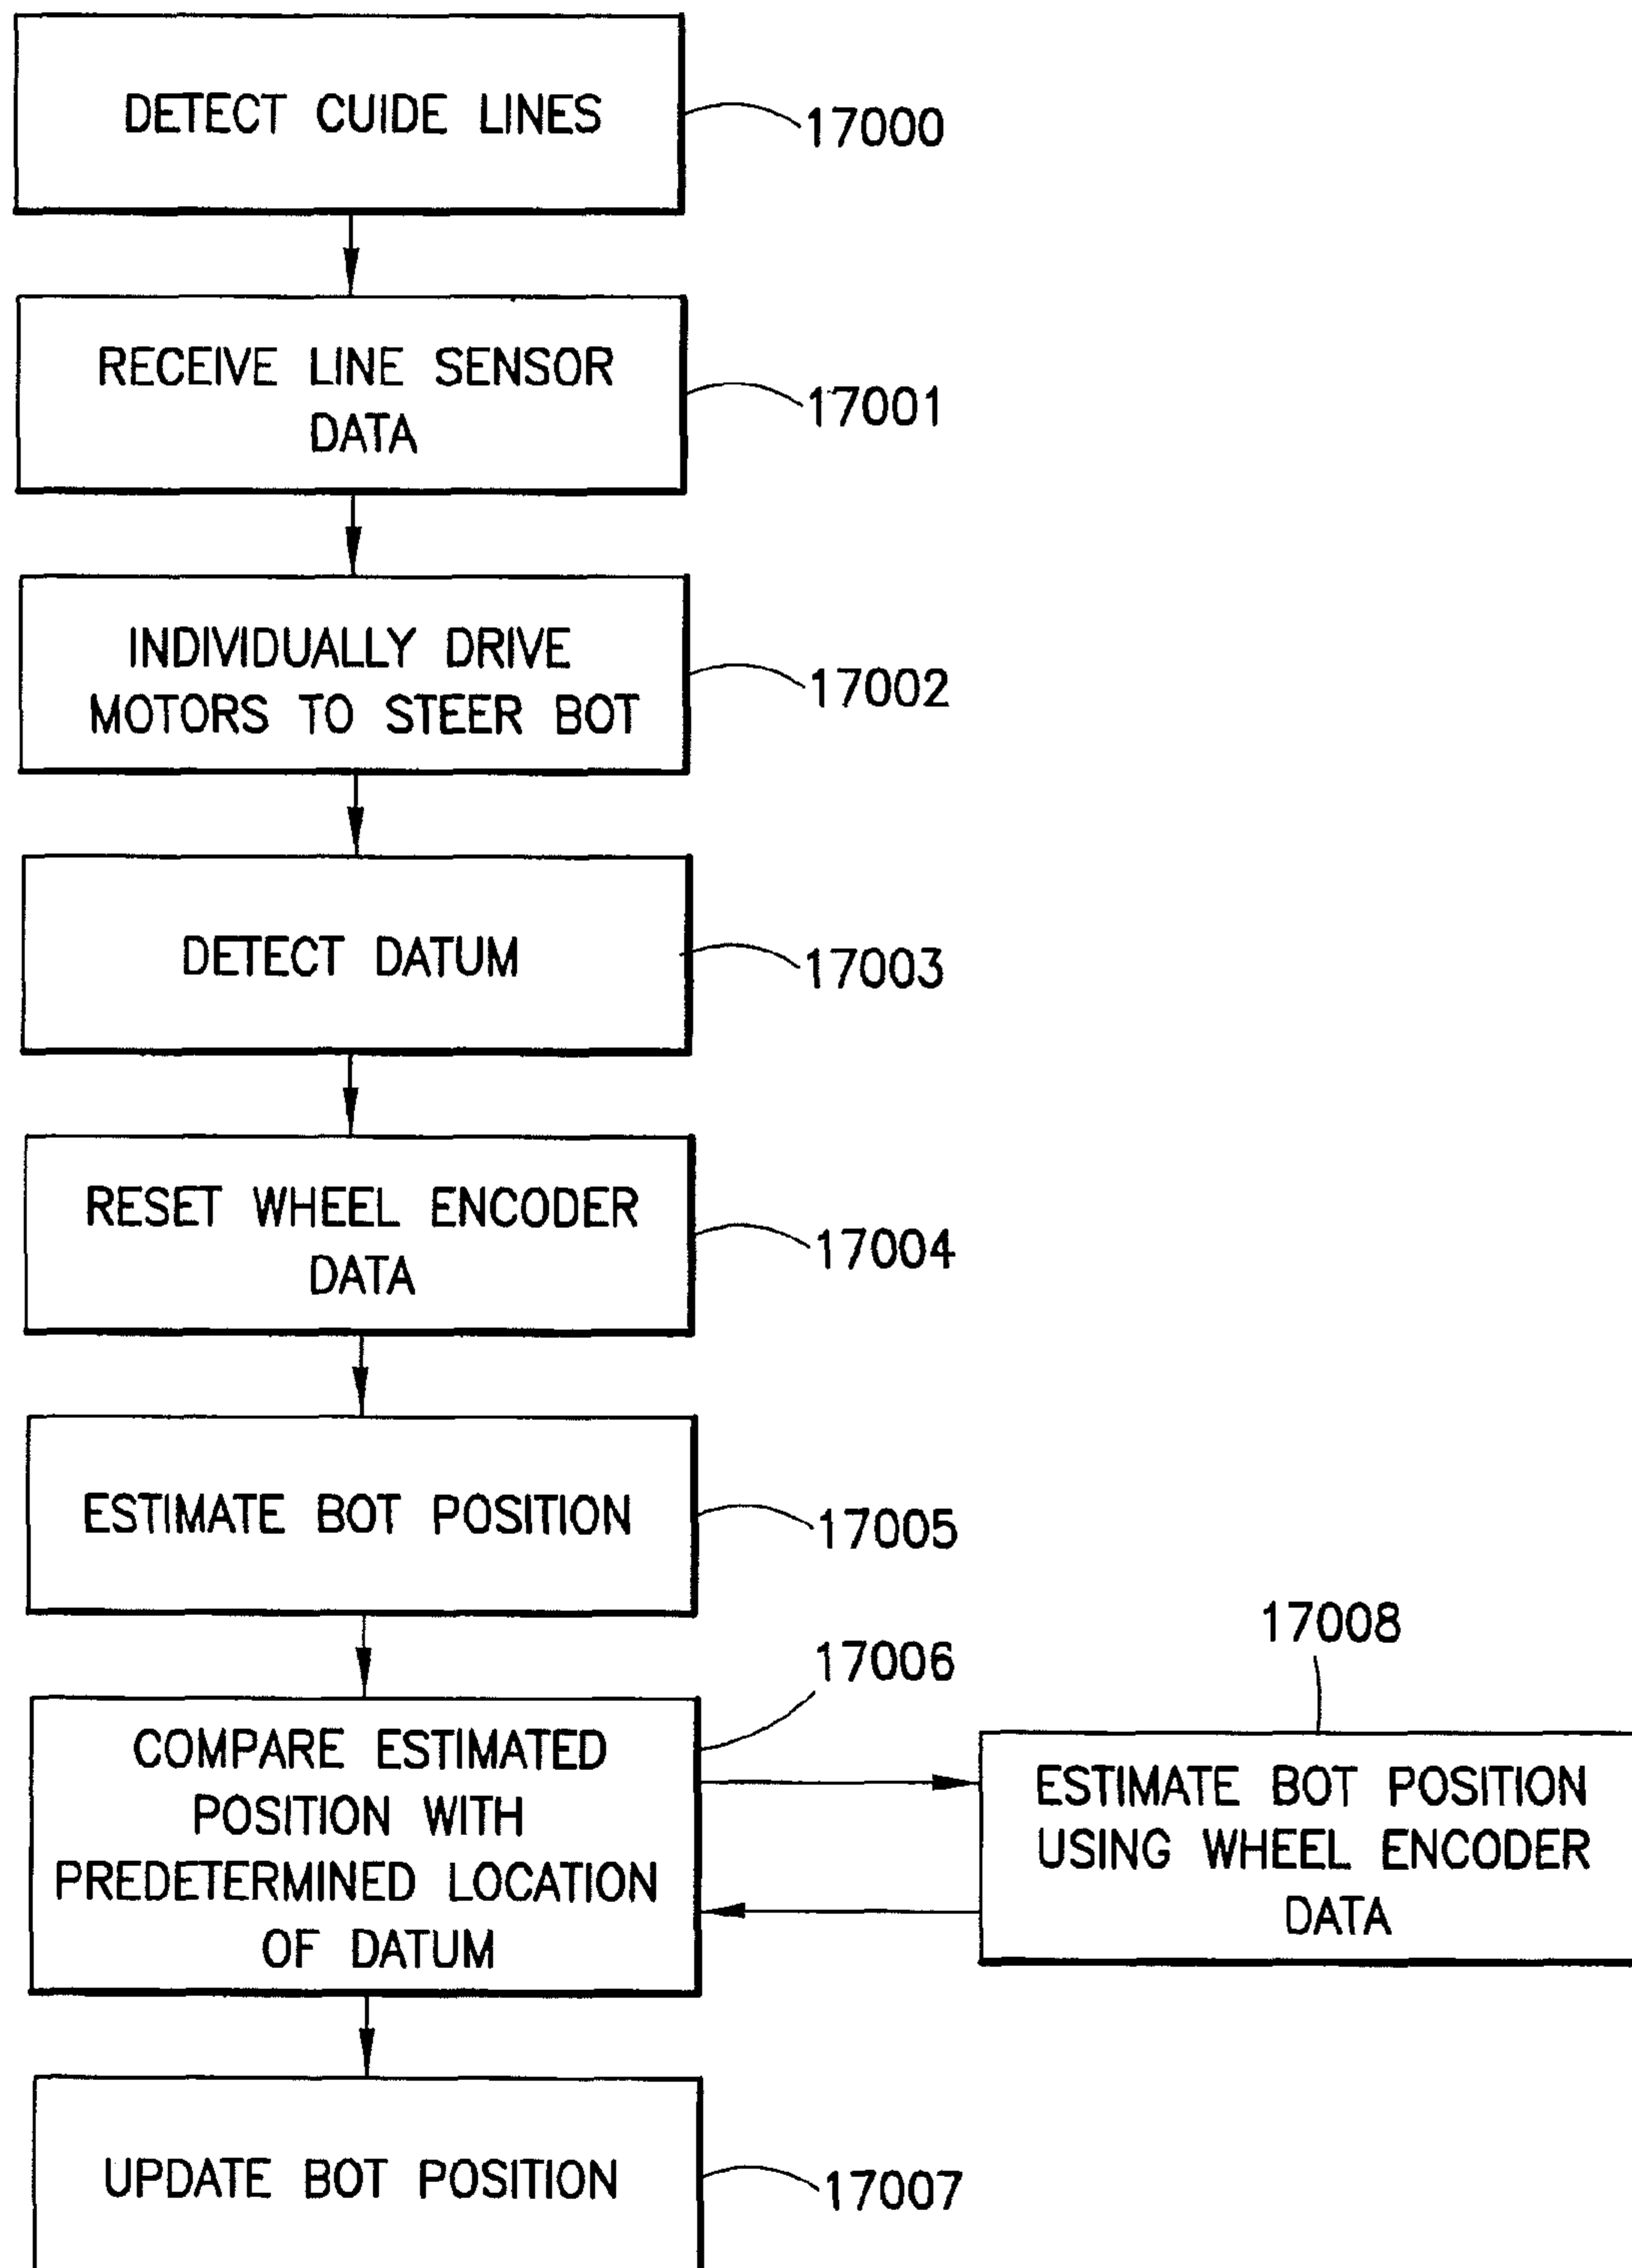 DETECT CUIDE LINES
17000
RECEIVE LINE SENSOR
DATA
17001
INDIVIDUALLY DRIVE
MOTORS TO STEER BOT
17002
DETECT DATUM
17003
RESET WHEEL ENCODER
DATA
17004
ESTIMATE BOT POSITION
17005
COMPARE ESTIMATED
POSITION WITH
PREDETERMINED LOCATION
OF DATUM
17006
ESTIMATE BOT POSITION
USING WHEEL ENCODER
DATA
17008
UPDATE BOT POSITION
17007